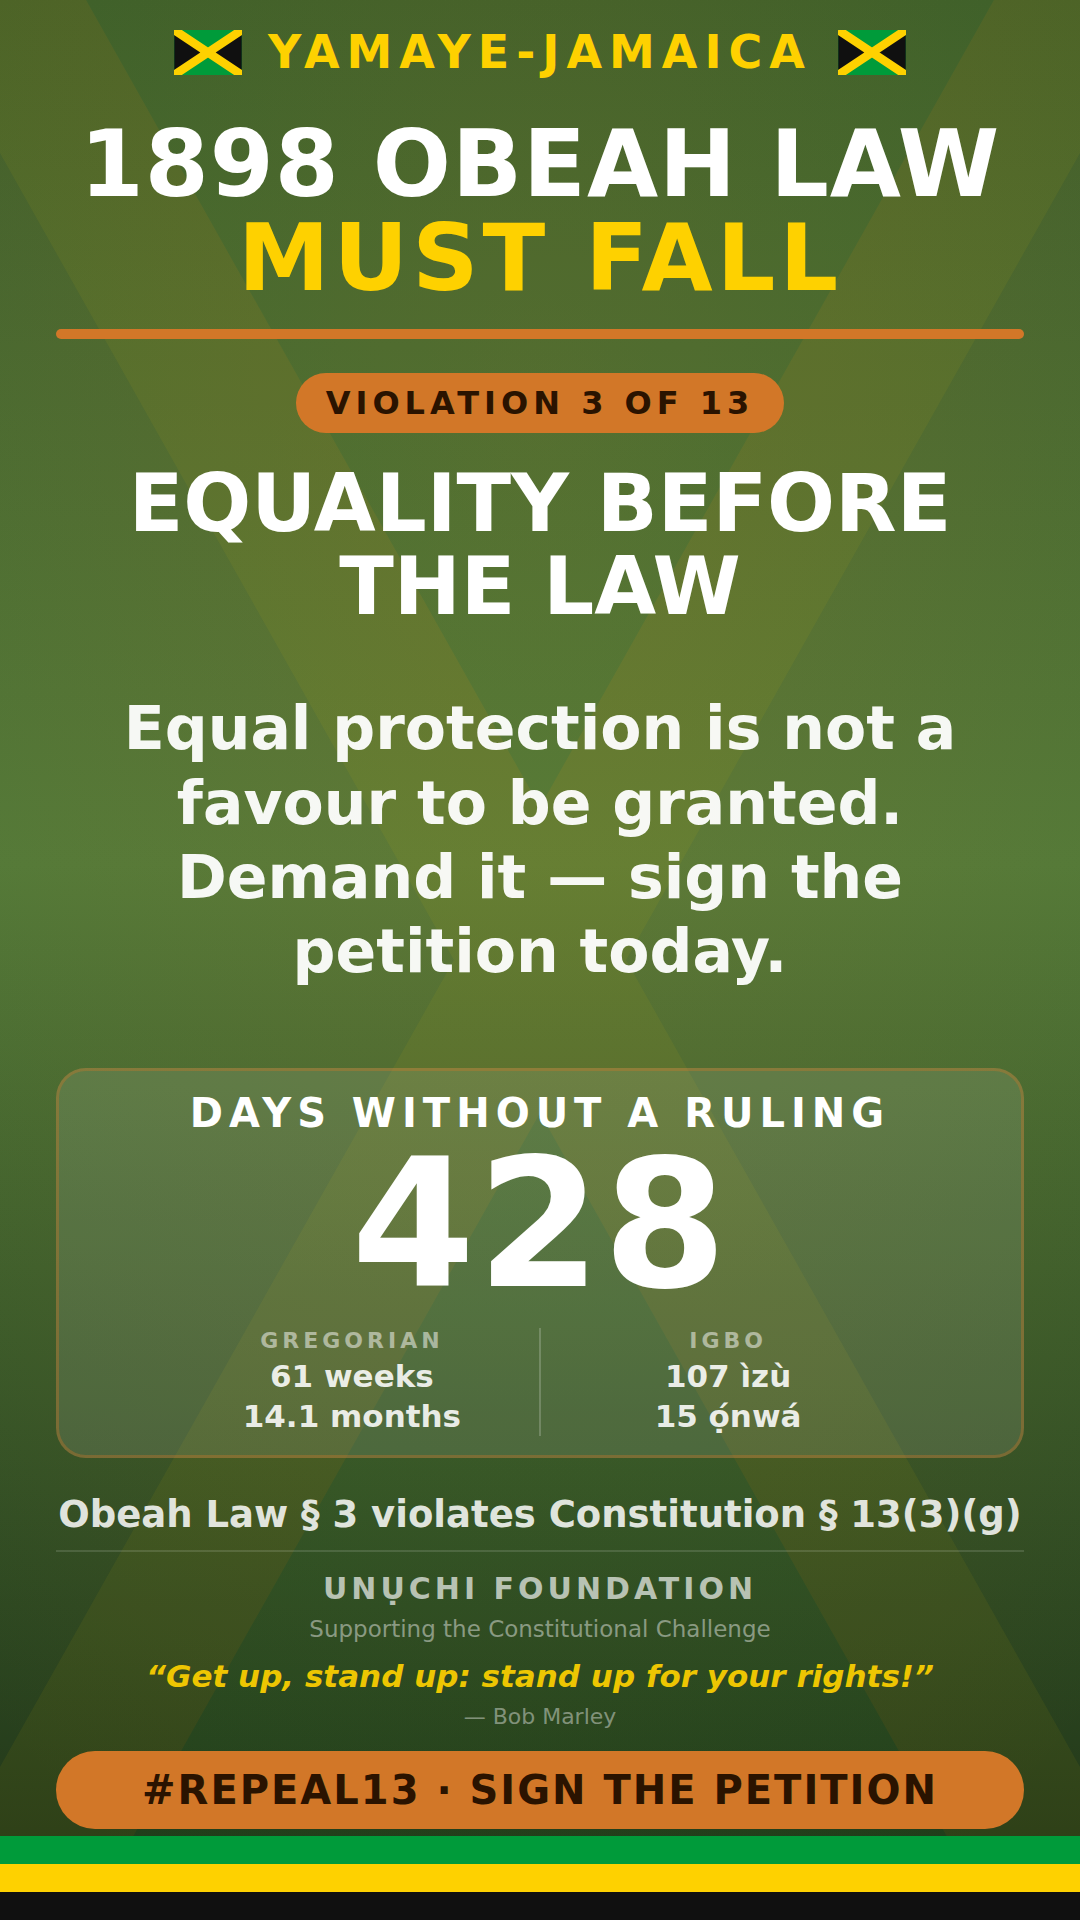 YAMAYE-JAMAICA
1898 OBEAH LAW
MUST FALL
VIOLATION 3 OF 13
EQUALITY BEFORE
THE LAW
Equal protection is not a
favour to be granted.
Demand it — sign the
petition today.
DAYS WITHOUT A RULING
428
GREGORIAN
61 weeks
14.1 months
IGBO
107 ìzù
15 ọ́nwá
Obeah Law § 3 violates Constitution § 13(3)(g)
UNỤCHI FOUNDATION
Supporting the Constitutional Challenge
“Get up, stand up: stand up for your rights!”
— Bob Marley
#REPEAL13 · SIGN THE PETITION